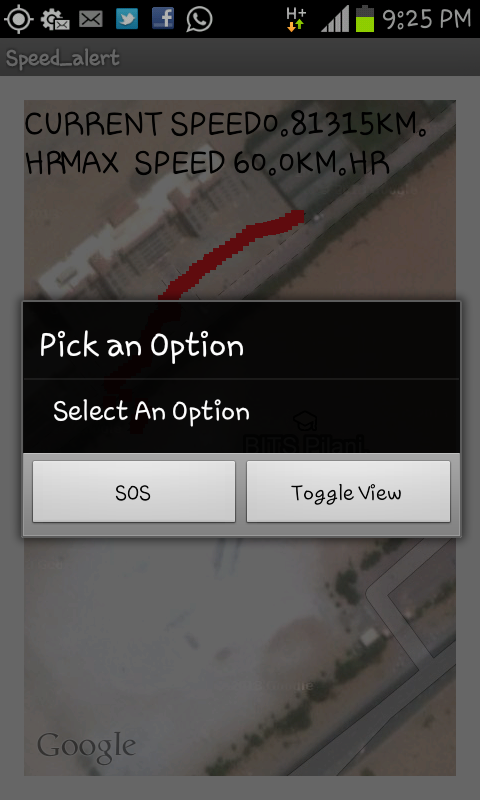 H+
9:25 PM
Speed_alert
CURRENT SPEED0.81315KM.
HRMAX SPEED 60.0KM.HR
Pick an Option
Select An Option
BITS Pilani
SOS
Toggle View
Google